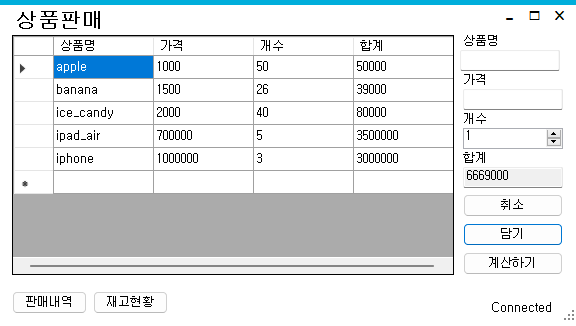 상품판매
상품명 가격 개수 합계
apple 1000 50 50000
banana 1500 26 39000
ice_candy 2000 40 80000
ipad_air 700000 5 3500000
iphone 1000000 3 3000000
상품명
가격
개수
1
합계
6669000
취소
담기
계산하기
판매내역 재고현황
Connected